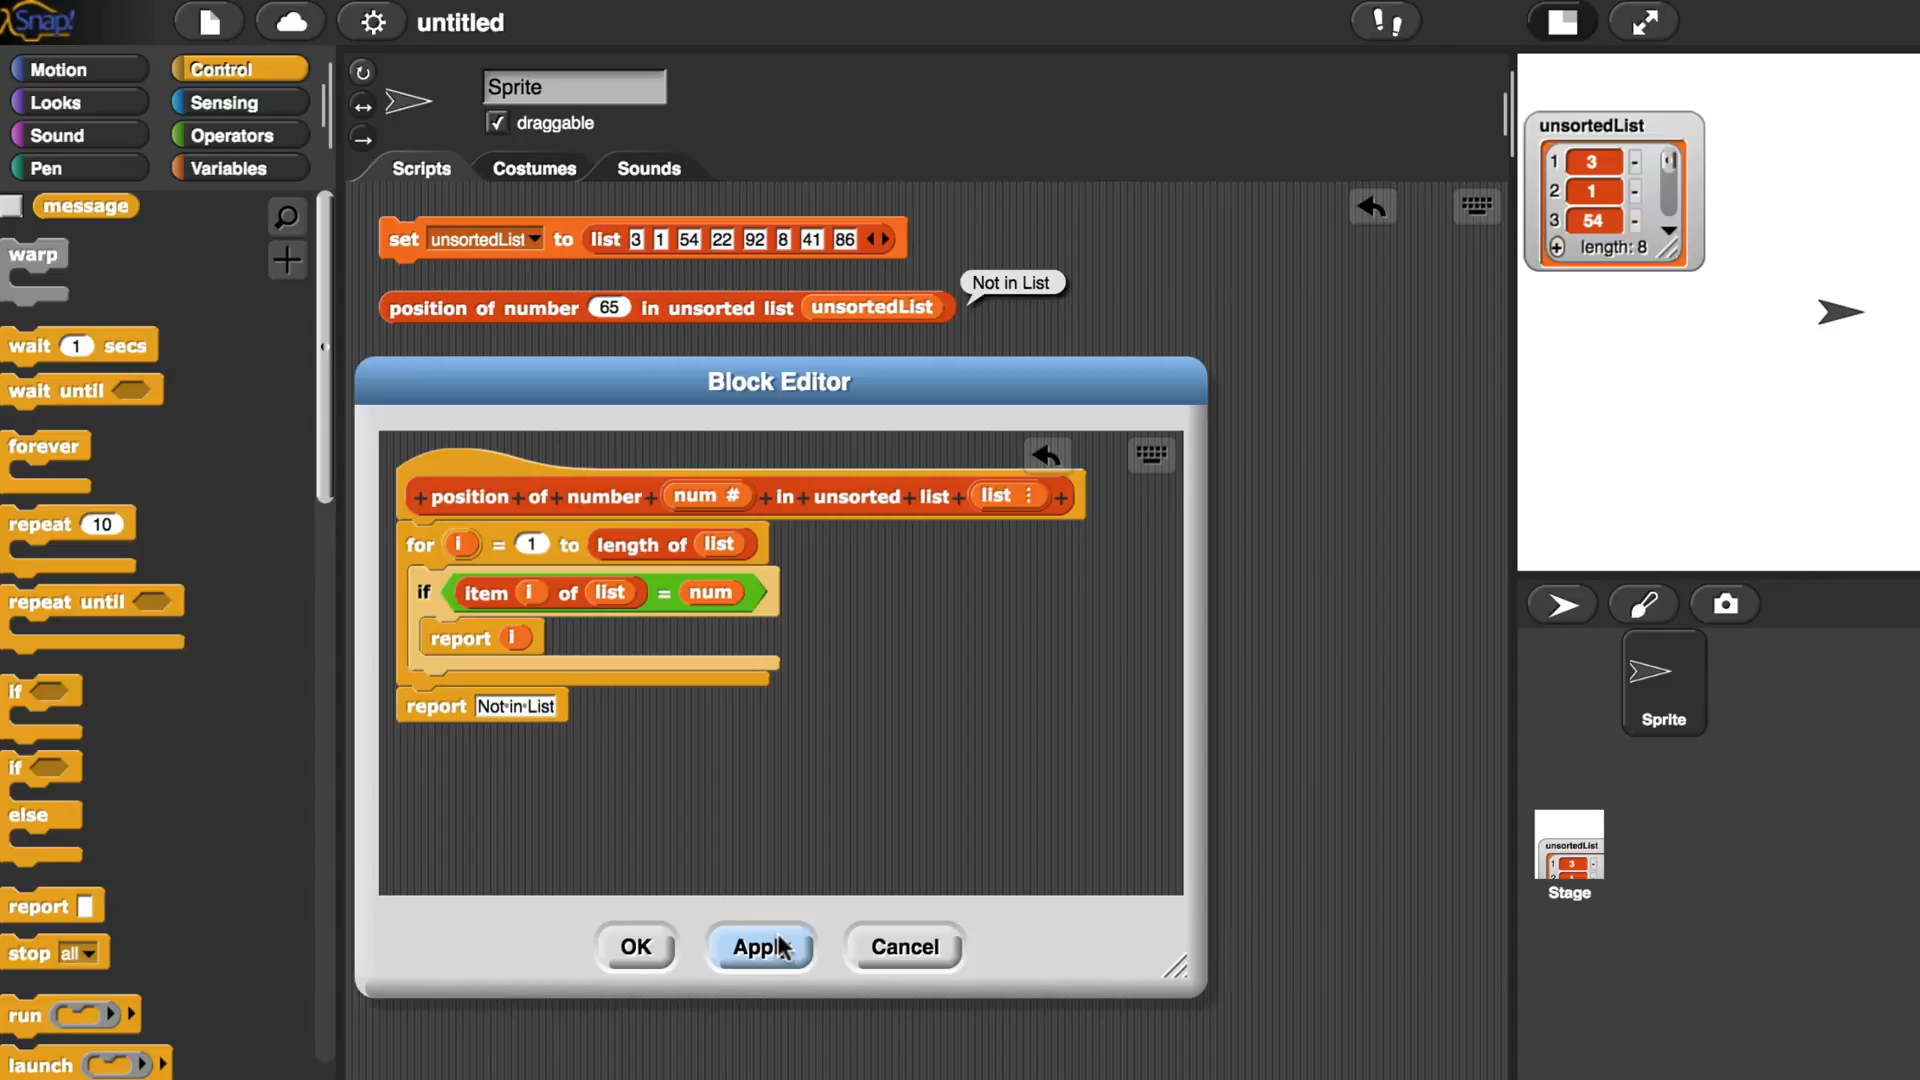 Snap!
untitled
Motion
Control
Looks
Sensing
Sound
Operators
Pen
Variables
message
warp
wait 1 secs
wait until
forever
repeat 10
repeat until
if
if
else
report
stop all
run
launch
Sprite
draggable
Scripts
Costumes
Sounds
set unsortedList to list 3 1 54 22 92 8 41 86
position of number 65 in unsorted list unsortedList
Not in List
Block Editor
+ position + of + number + num # + in + unsorted + list + list ⋮ +
for i = 1 to length of list
if item i of list = num
report i
report Not·in·List
OK
Cancel
unsortedList
1 3 -
2 1 -
3 54 -
+ length: 8
Sprite
unsortedList
1 3 -
Stage